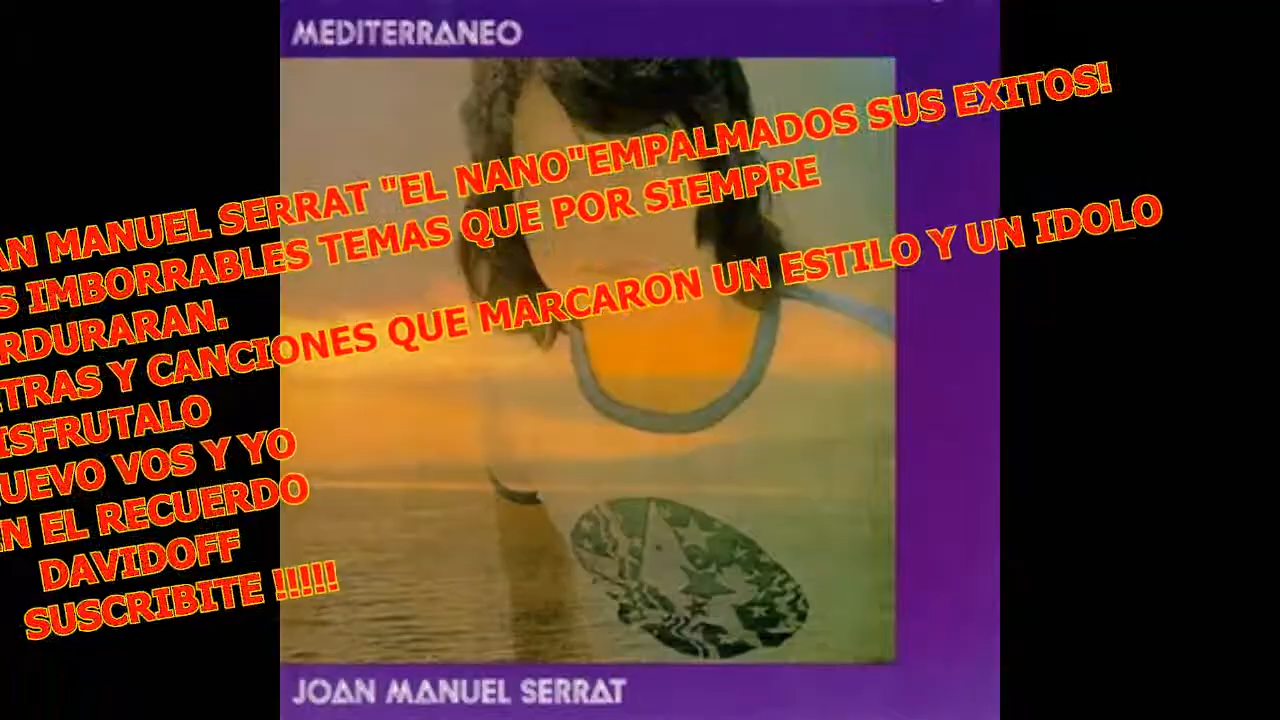 MEDITERRANEO
AN MANUEL SERRAT "EL NANO"EMPALMADOS SUS EXITOS!
S IMBORRABLES TEMAS QUE POR SIEMPRE
RDURARAN.
TRAS Y CANCIONES QUE MARCARON UN ESTILO Y UN IDOLO
ISFRUTALO
UEVO VOS Y YO
N EL RECUERDO
DAVIDOFF
SUSCRIBITE !!!!!
JOAN MANUEL SERRAT